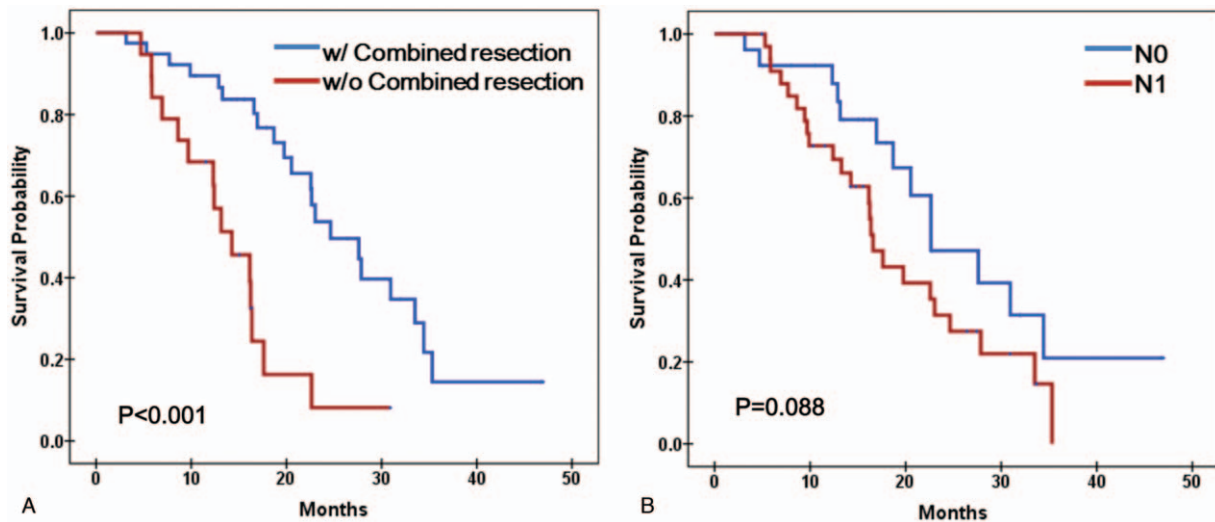 w/ Combined resection
w/o Combined resection
Survival Probability
1.0
0.8
0.6
0.4
0.2
0.0
P<0.001
0 10 20 30 40 50
Months
A
N0
N1
Survival Probability
1.0
0.8
0.6
0.4
0.2
0.0
P=0.088
0 10 20 30 40 50
Months
B